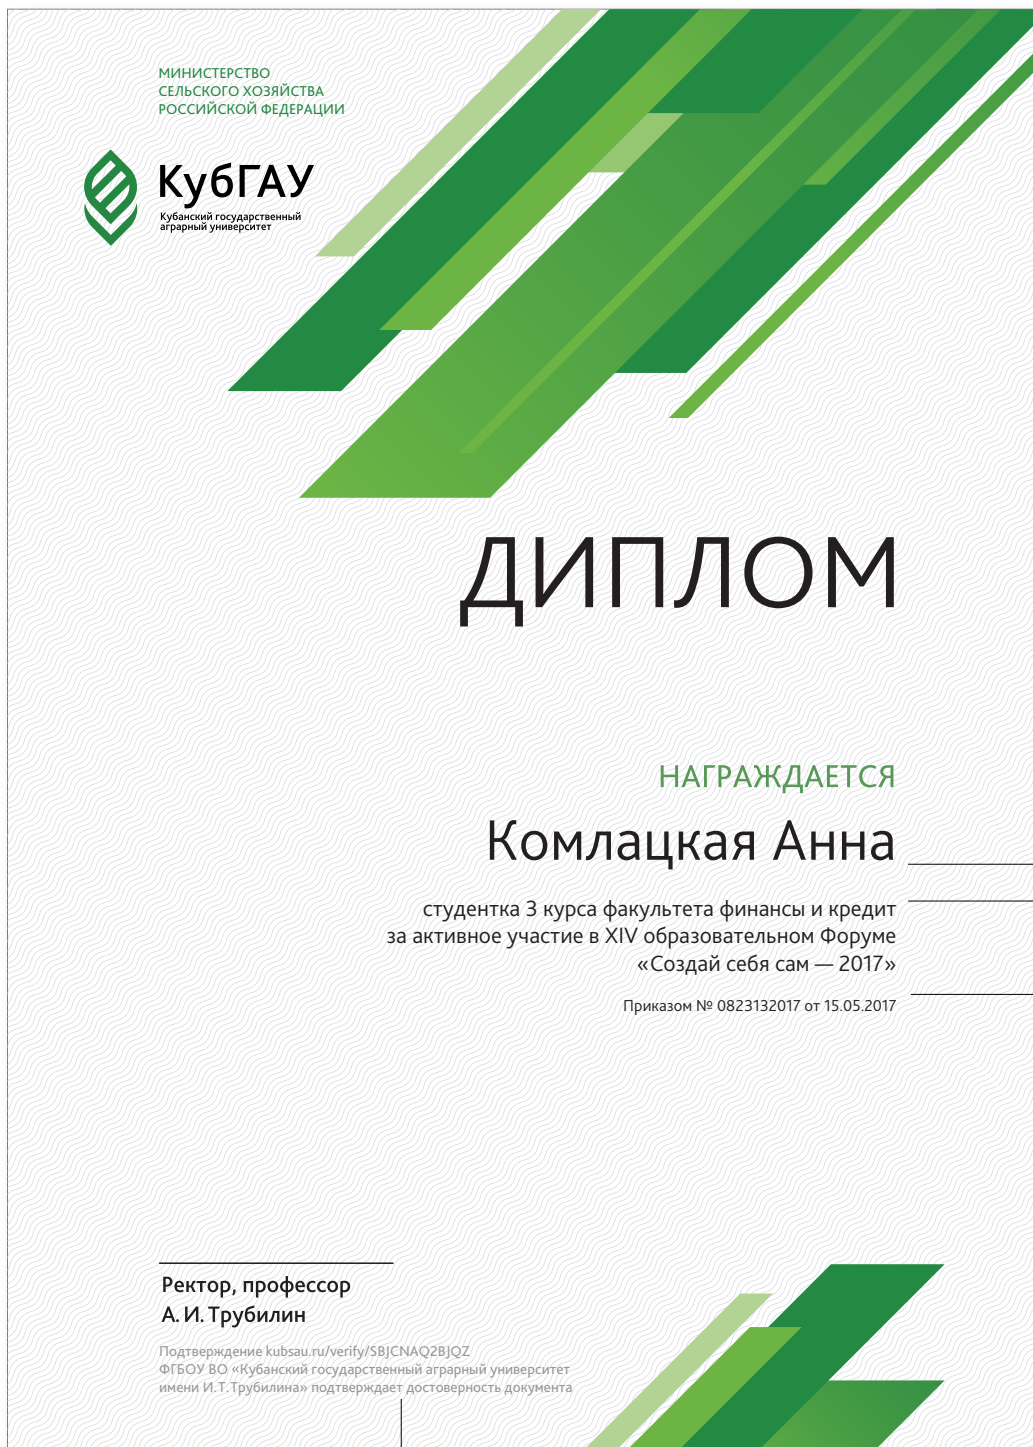 МИНИСТЕРСТВО
СЕЛЬСКОГО ХОЗЯЙСТВА
РОССИЙСКОЙ ФЕДЕРАЦИИ
КубГАУ
Кубанский государственный
аграрный университет
ДИПЛОМ
НАГРАЖДАЕТСЯ
Комлацкая Анна
студентка 3 курса факультета финансы и кредит
за активное участие в XIV образовательном Форуме
«Создай себя сам — 2017»
Приказом № 0823132017 от 15.05.2017
Ректор, профессор
А. И. Трубилин
Подтверждение kubsau.ru/verify/SBJCNAQ2BJQZ
ФГБОУ ВО «Кубанский государственный аграрный университет
имени И. Т. Трубилина» подтверждает достоверность документа